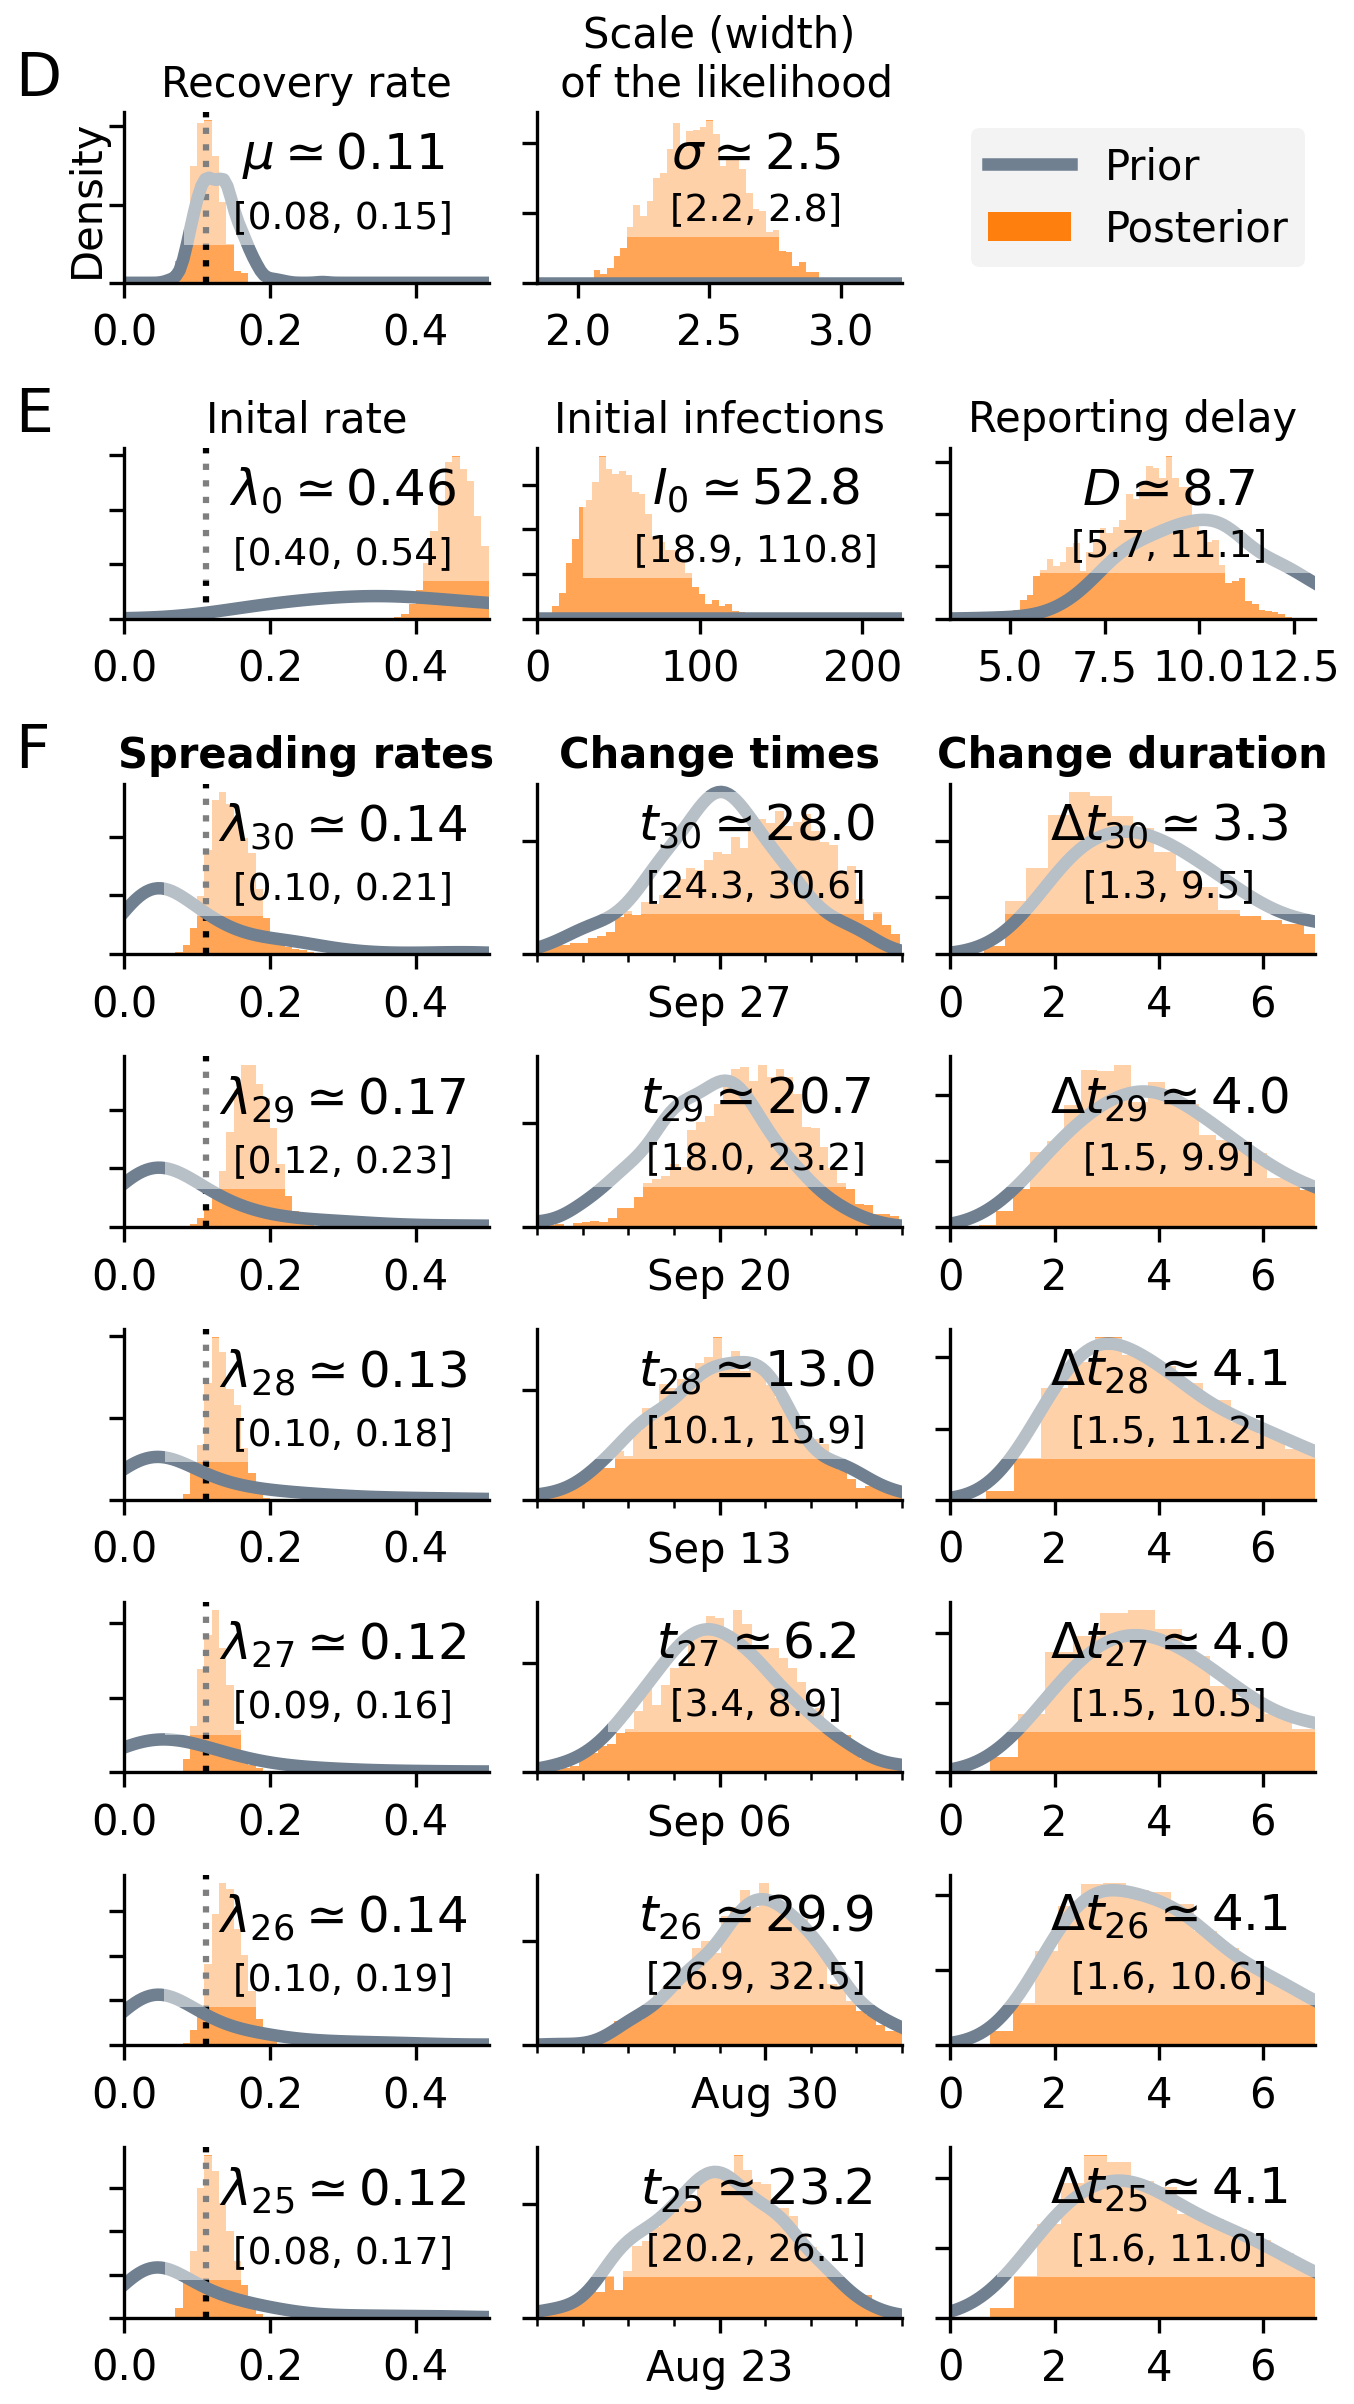 D
Recovery rate
Scale (width)
of the likelihood
Density
μ ≃ 0.11
[0.08, 0.15]
σ ≃ 2.5
[2.2, 2.8]
Prior
Posterior
0.0 0.2 0.4
2.0 2.5 3.0
E
Inital rate
Initial infections
Reporting delay
λ0 ≃ 0.46
[0.40, 0.54]
I0 ≃ 52.8
[18.9, 110.8]
D ≃ 8.7
[5.7, 11.1]
0.0 0.2 0.4
0 100 200
5.0 7.5 10.0 12.5
F
Spreading rates
Change times
Change duration
λ30 ≃ 0.14
[0.10, 0.21]
t30 ≃ 28.0
[24.3, 30.6]
Δt30 ≃ 3.3
[1.3, 9.5]
0.0 0.2 0.4
Sep 27
0 2 4 6
λ29 ≃ 0.17
[0.12, 0.23]
t29 ≃ 20.7
[18.0, 23.2]
Δt29 ≃ 4.0
[1.5, 9.9]
0.0 0.2 0.4
Sep 20
0 2 4 6
λ28 ≃ 0.13
[0.10, 0.18]
t28 ≃ 13.0
[10.1, 15.9]
Δt28 ≃ 4.1
[1.5, 11.2]
0.0 0.2 0.4
Sep 13
0 2 4 6
λ27 ≃ 0.12
[0.09, 0.16]
t27 ≃ 6.2
[3.4, 8.9]
Δt27 ≃ 4.0
[1.5, 10.5]
0.0 0.2 0.4
Sep 06
0 2 4 6
λ26 ≃ 0.14
[0.10, 0.19]
t26 ≃ 29.9
[26.9, 32.5]
Δt26 ≃ 4.1
[1.6, 10.6]
0.0 0.2 0.4
Aug 30
0 2 4 6
λ25 ≃ 0.12
[0.08, 0.17]
t25 ≃ 23.2
[20.2, 26.1]
Δt25 ≃ 4.1
[1.6, 11.0]
0.0 0.2 0.4
Aug 23
0 2 4 6